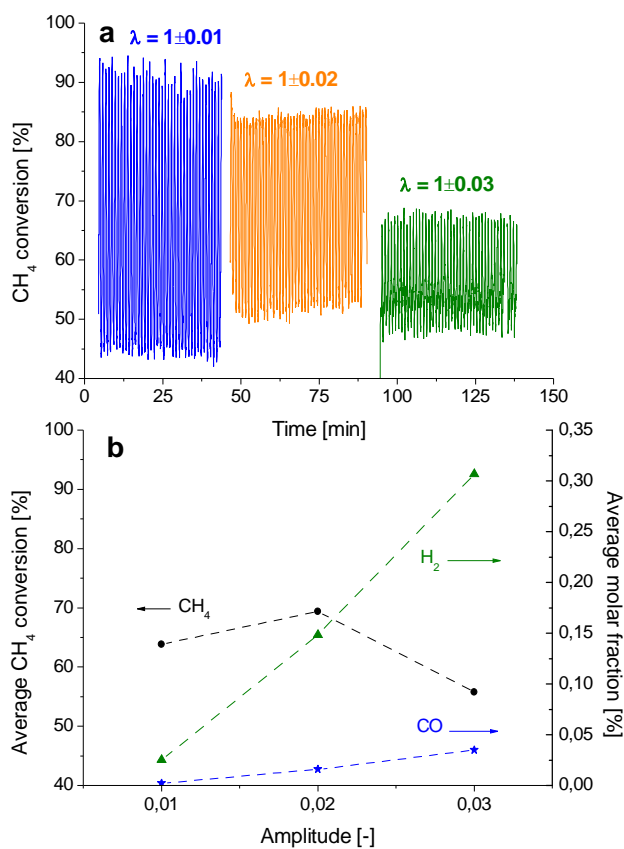 a
λ = 1±0.01
λ = 1±0.02
λ = 1±0.03
CH₄ conversion [%]
100
90
80
70
60
50
40
0
25
50
75
100
125
150
Time [min]
b
Average CH₄ conversion [%]
100
90
80
70
60
50
40
CH₄
H₂
CO
0,35
0,30
0,25
0,20
0,15
0,10
0,05
0,00
Average molar
fraction [%]
0,01
0,02
0,03
Amplitude [-]